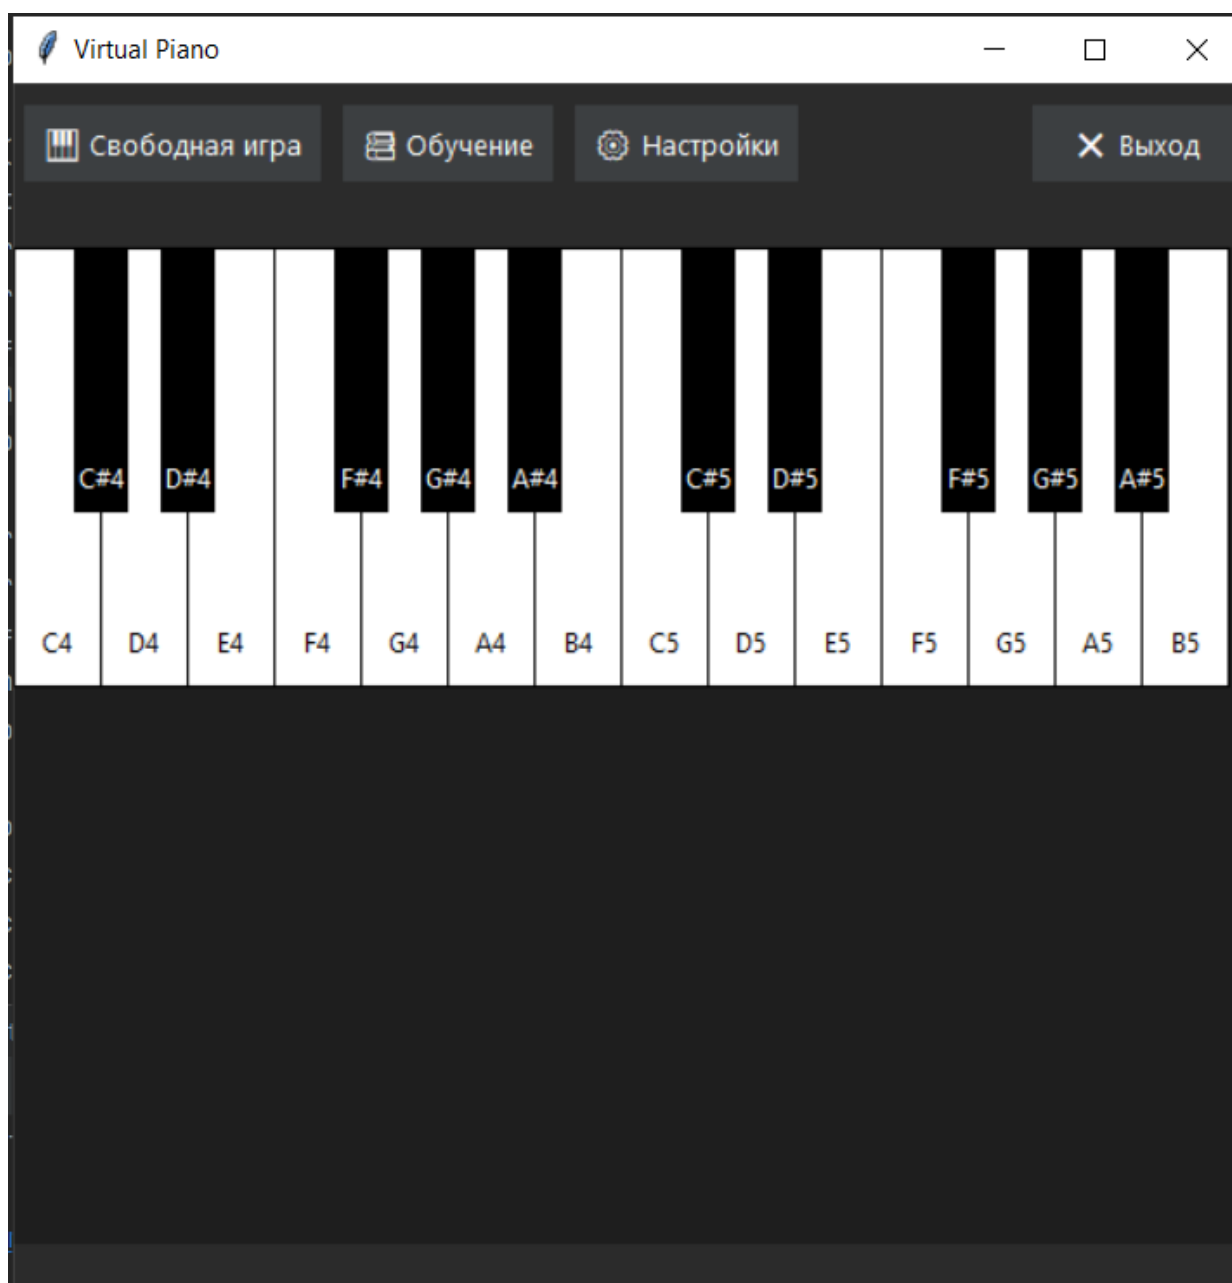 Virtual Piano
Свободная игра Обучение Настройки Выход
C#4 D#4 F#4 G#4 A#4 C#5 D#5 F#5 G#5 A#5
C4 D4 E4 F4 G4 A4 B4 C5 D5 E5 F5 G5 A5 B5